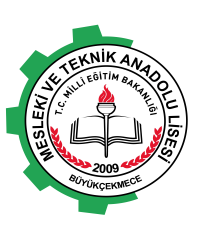 MESLEKİ VE TEKNİK ANADOLU LİSESİ
T.C. MİLLİ EĞİTİM BAKANLIĞI
2009
BÜYÜKÇEKMECE